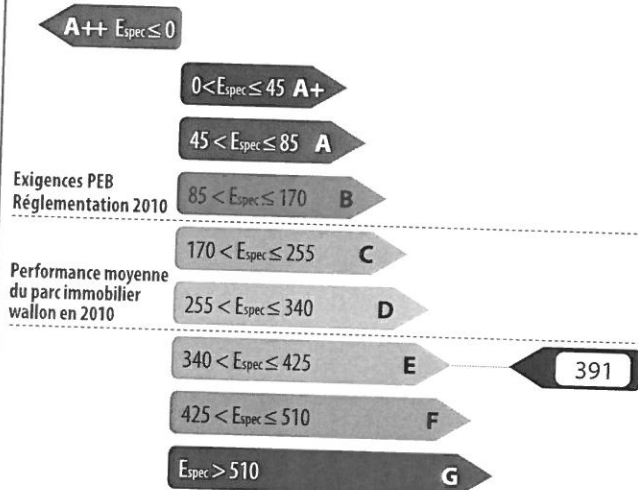 A++ Espec ≤ 0
0 < Espec ≤ 45 A+
45 < Espec ≤ 85 A
Exigences PEB
Réglementation 2010
85 < Espec ≤ 170 B
170 < Espec ≤ 255 C
Performance moyenne
du parc immobilier
wallon en 2010
255 < Espec ≤ 340 D
340 < Espec ≤ 425 E
391
425 < Espec ≤ 510 F
Espec > 510 G